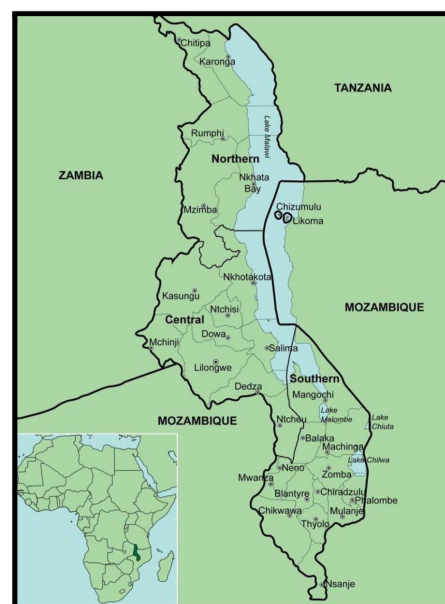 Chitipa
Karonga
TANZANIA
Lake Malawi
Rumphi
Northern
ZAMBIA
Nkhata
Bay
Mzimba
Chizumulu
Likoma
Nkhotakota
MOZAMBIQUE
Kasungu
Ntchisi
Central
Dowa
Mchinji
Salima
Lilongwe
Southern
Dedza
Mangochi
MOZAMBIQUE
Lake
Malombe
Lake
Chiuta
Ntcheu
Balaka
Machinga
Lake Chilwa
Neno
Zomba
Mwanza
Blantyre
Chiradzulu
Phalombe
Chikwawa
Thyolo
Mulanje
Nsanje